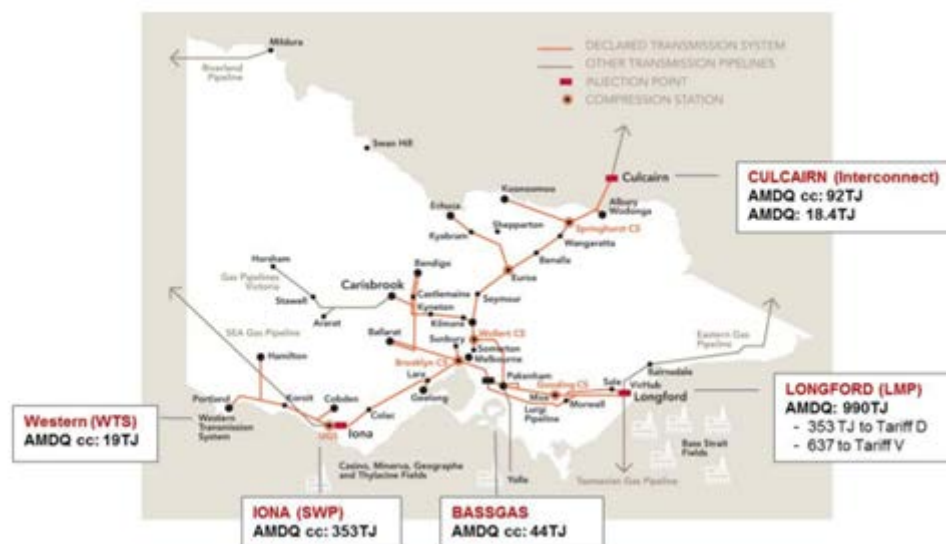 Mildura
Riverland
Pipeline
DECLARED TRANSMISSION SYSTEM
OTHER TRANSMISSION PIPELINES
INJECTION POINT
COMPRESSION STATION
Swan Hill
Culcairn
CULCAIRN (Interconnect)
AMDQ cc: 92TJ
AMDQ: 18.4TJ
Koonoomoo
Echuca
Albury
Wodonga
Shepparton
Springhurst CS
Kyabram
Wangaratta
Benalla
Horsham
Bendigo
Euroa
Gas Pipelines
Victoria
Carisbrook
Castlemaine
Seymour
Stawell
Kyneton
Ararat
Kilmore
Ballarat
Sunbury
Wollert CS
SEA Gas Pipeline
Somerton
Melbourne
Eastern Gas
Pipeline
Hamilton
Brooklyn CS
Bairnsdale
Lara
Pakenham
Gooding CS
Sale
VicHub
Geelong
Moe
Longford
Portland
Koroit
Cobden
Lurgi
Pipeline
Morwell
LONGFORD (LMP)
AMDQ: 990TJ
- 353 TJ to Tariff D
- 637 to Tariff V
Western (WTS)
AMDQ cc: 19TJ
Western
Transmission
System
Colac
UGS
Iona
Bass Strait
Fields
Casino, Minerva, Geographe
and Thylacine Fields
Yolla
Tasmanian Gas Pipeline
IONA (SWP)
AMDQ cc: 353TJ
BASSGAS
AMDQ cc: 44TJ